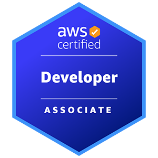 aws
certified
Developer
ASSOCIATE